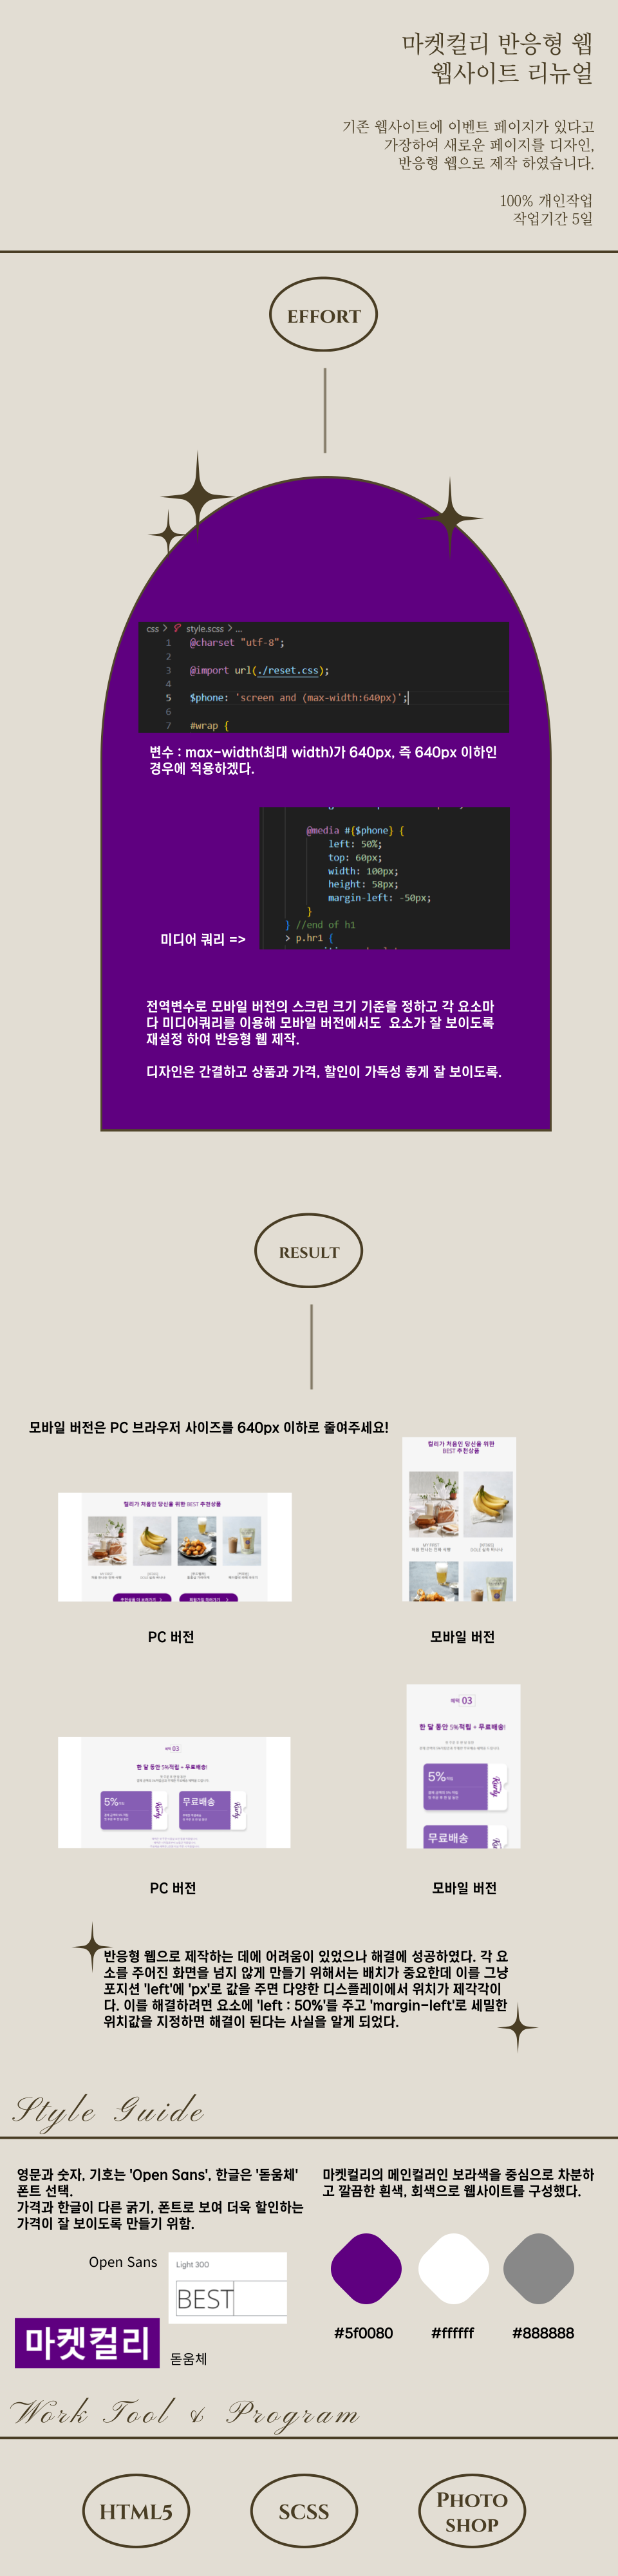 마켓컬리 반응형 웹
웹사이트 리뉴얼
기존 웹사이트에 이벤트 페이지가 있다고
가장하여 새로운 페이지를 디자인,
반응형 웹으로 제작 하였습니다.
100% 개인작업
작업기간 5일
EFFORT
css > style.scss > ...
1 @charset "utf-8";
2
3 @import url(./reset.css);
4
5 $phone: 'screen and (max-width:640px)';
6
7 #wrap {
변수 : max-width(최대 width)가 640px, 즉 640px 이하인
경우에 적용하겠다.
@media #{$phone} {
left: 50%;
top: 60px;
width: 100px;
height: 58px;
margin-left: -50px;
}
} //end of h1
> p.hr1 {
미디어 쿼리 =>
전역변수로 모바일 버전의 스크린 크기 기준을 정하고 각 요소마
다 미디어쿼리를 이용해 모바일 버전에서도 요소가 잘 보이도록
재설정 하여 반응형 웹 제작.
디자인은 간결하고 상품과 가격, 할인이 가독성 좋게 잘 보이도록.
RESULT
모바일 버전은 PC 브라우저 사이즈를 640px 이하로 줄여주세요!
컬리가 처음인 당신을 위한 BEST 추천상품
컬리가 처음인 당신을 위한
BEST 추천상품
PC 버전
모바일 버전
혜택 03
한 달 동안 5%적립 + 무료배송!
5%
무료배송
Kurly
혜택 03
한 달 동안 5%적립 + 무료배송!
5%
Kurly
무료배송
PC 버전
모바일 버전
반응형 웹으로 제작하는 데에 어려움이 있었으나 해결에 성공하였다. 각 요
소를 주어진 화면을 넘지 않게 만들기 위해서는 배치가 중요한데 이를 그냥
포지션 'left'에 'px'로 값을 주면 다양한 디스플레이에서 위치가 제각각이
다. 이를 해결하려면 요소에 'left : 50%'를 주고 'margin-left'로 세밀한
위치값을 지정하면 해결이 된다는 사실을 알게 되었다.
Style Guide
영문과 숫자, 기호는 'Open Sans', 한글은 '돋움체'
폰트 선택.
가격과 한글이 다른 굵기, 폰트로 보여 더욱 할인하는
가격이 잘 보이도록 만들기 위함.
마켓컬리의 메인컬러인 보라색을 중심으로 차분하
고 깔끔한 흰색, 회색으로 웹사이트를 구성했다.
Open Sans
Light 300
BEST
마켓컬리
돋움체
#5f0080
#ffffff
#888888
Work Tool & Program
HTML5
SCSS
PHOTO
SHOP